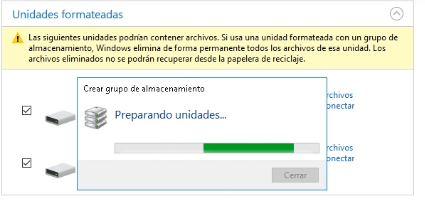 Unidades formateadas
Las siguientes unidades podrían contener archivos. Si usa una unidad formateada con un grupo de
almacenamiento, Windows elimina de forma permanente todos los archivos de esa unidad. Los
archivos eliminados no se podrán recuperar desde la papelera de reciclaje.
Crear grupo de almacenamiento
rchivos
Preparando unidades...
onectar
rchivos
onectar
Cerrar